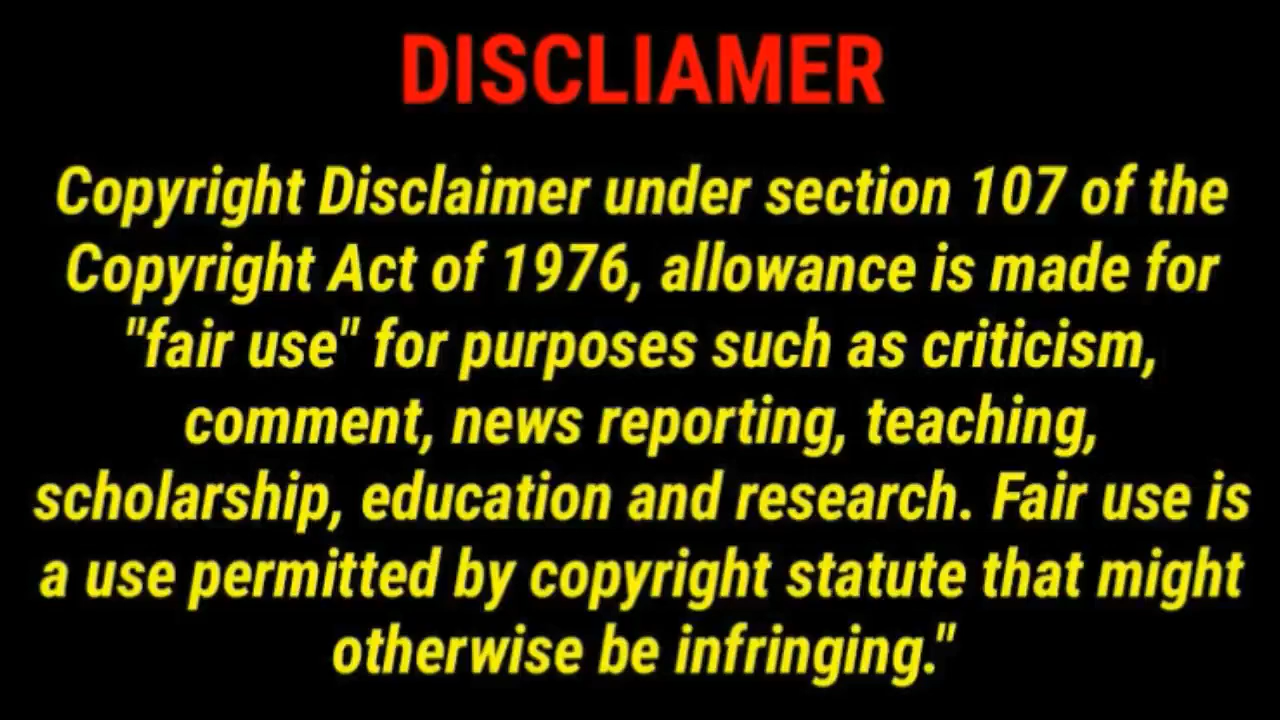 DISCLIAMER
Copyright Disclaimer under section 107 of the
Copyright Act of 1976, allowance is made for
"fair use" for purposes such as criticism,
comment, news reporting, teaching,
scholarship, education and research. Fair use is
a use permitted by copyright statute that might
otherwise be infringing."